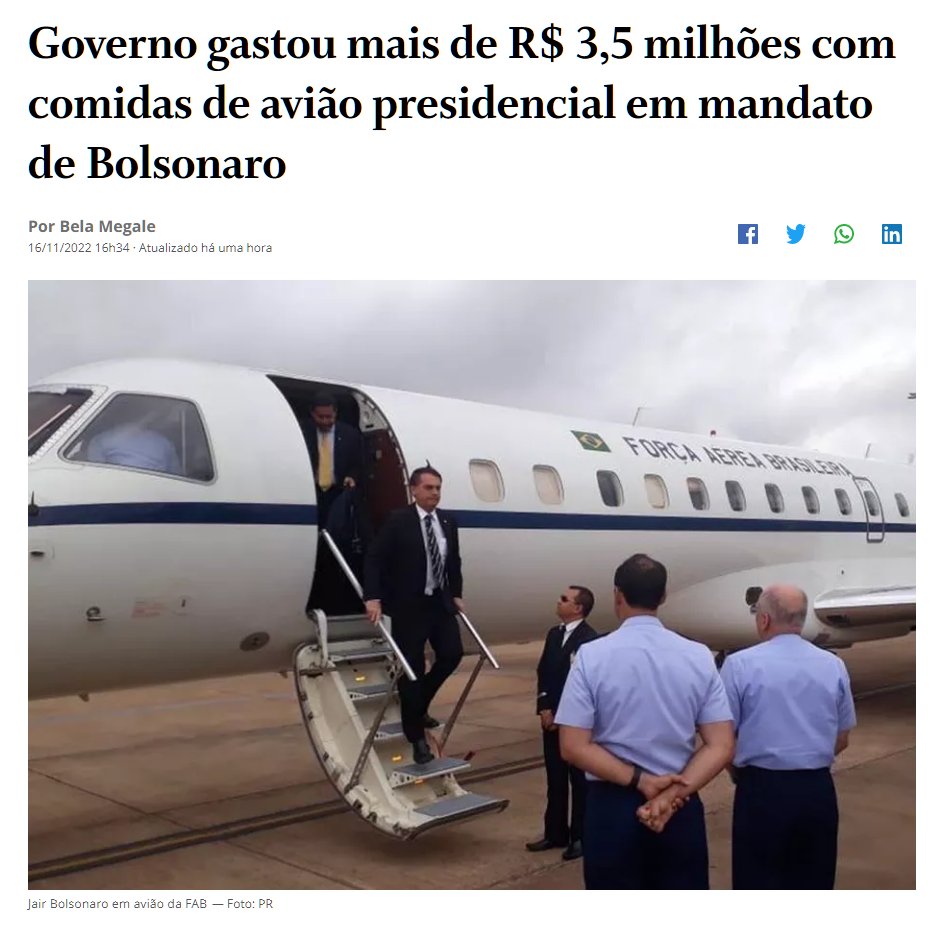 Governo gastou mais de R$ 3,5 milhões com
comidas de avião presidencial em mandato
de Bolsonaro
Por Bela Megale
16/11/2022 16h34 · Atualizado há uma hora
FORÇA AÉREA BRASILEIRA
Jair Bolsonaro em avião da FAB — Foto: PR